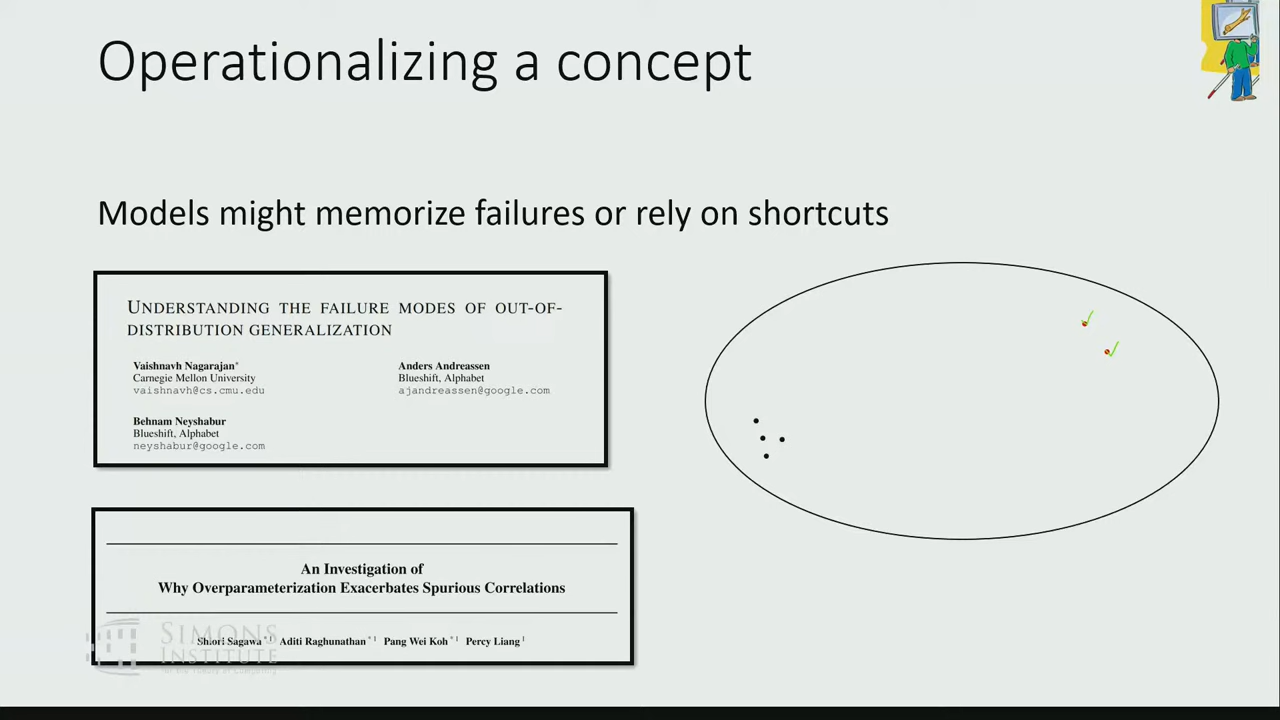 Operationalizing a concept
Models might memorize failures or rely on shortcuts
UNDERSTANDING THE FAILURE MODES OF OUT-OF-
DISTRIBUTION GENERALIZATION
Vaishnavh Nagarajan*
Carnegie Mellon University
vaishnavh@cs.cmu.edu
Anders Andreassen
Blueshift, Alphabet
ajandreassen@google.com
Behnam Neyshabur
Blueshift, Alphabet
neyshabur@google.com
An Investigation of
Why Overparameterization Exacerbates Spurious Correlations
Shiori Sagawa *1 Aditi Raghunathan *1 Pang Wei Koh *1 Percy Liang 1
SIMONS
INSTITUTE